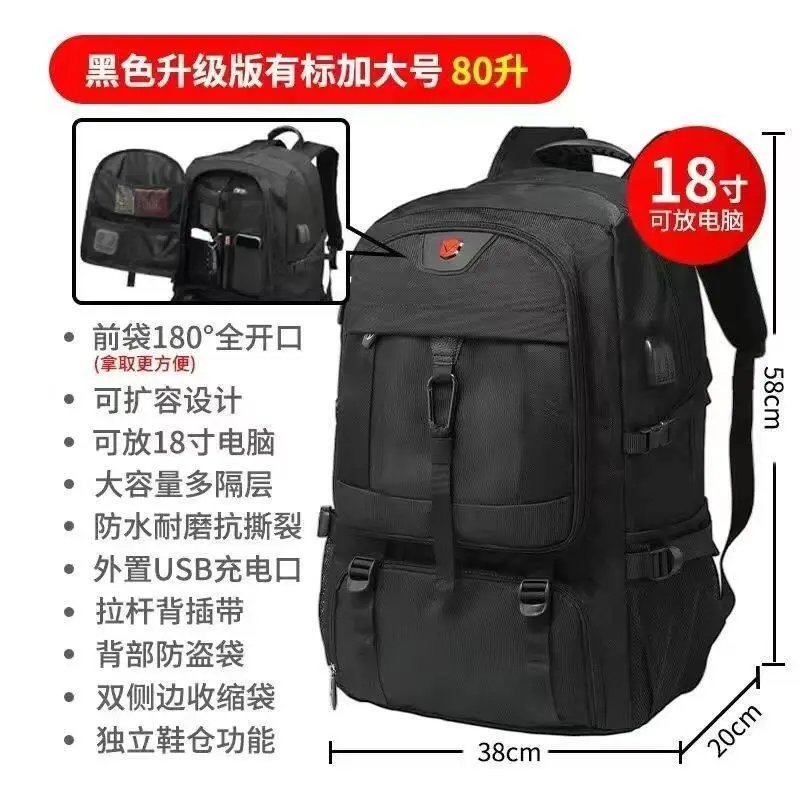 黑色升级版有标加大号 80升
18寸
可放电脑
前袋180°全开口
(拿取更方便)
可扩容设计
可放18寸电脑
大容量多隔层
防水耐磨抗撕裂
外置USB充电口
拉杆背插带
背部防盗袋
双侧边收缩袋
独立鞋仓功能
58cm
38cm
20cm